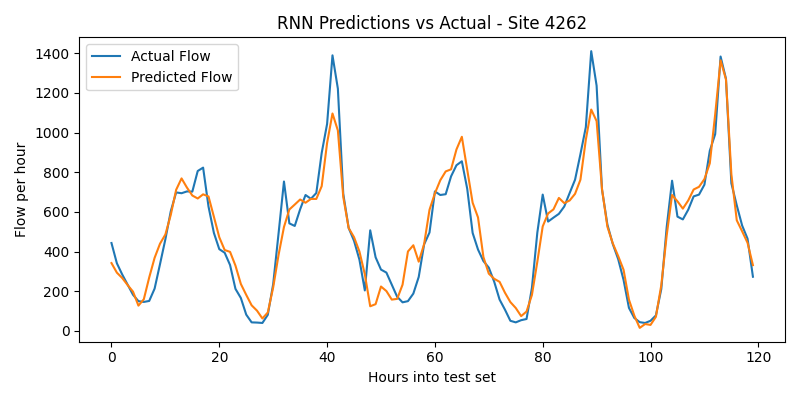 RNN Predictions vs Actual - Site 4262
Actual Flow
Predicted Flow
Flow per hour
1400
1200
1000
800
600
400
200
0
0 20 40 60 80 100 120
Hours into test set